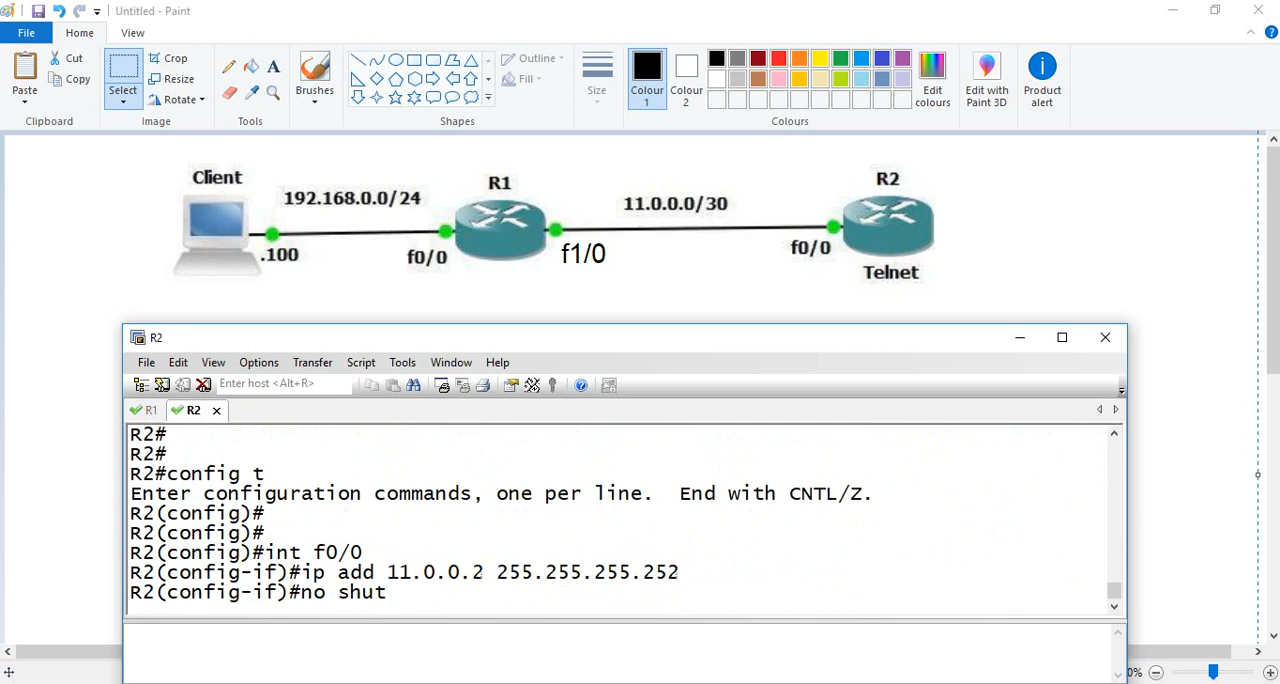 Untitled - Paint
File Home View
Paste
Cut
Copy
Clipboard
Select
Crop
Resize
Rotate
Image
A
Tools
Brushes
Outline
Fill
Shapes
Size
Colour 1
Colour 2
Edit colours
Colours
Edit with Paint 3D
Product alert
Client
192.168.0.0/24
.100
f0/0
R1
f1/0
11.0.0.0/30
R2
f0/0
Telnet
R2
File Edit View Options Transfer Script Tools Window Help
Enter host <Alt+R>
R1 R2
R2#
R2#
R2#config t
Enter configuration commands, one per line.  End with CNTL/Z.
R2(config)#
R2(config)#
R2(config)#int f0/0
R2(config-if)#ip add 11.0.0.2 255.255.255.252
R2(config-if)#no shut
0%